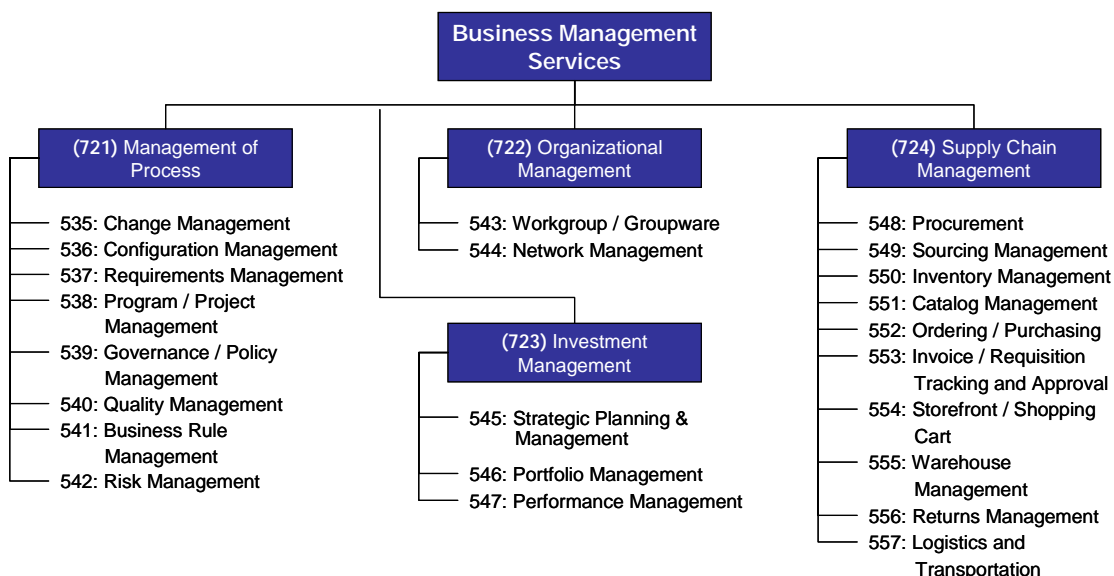 Business Management
Services
(721) Management of
Process
535: Change Management
536: Configuration Management
537: Requirements Management
538: Program / Project
Management
539: Governance / Policy
Management
540: Quality Management
541: Business Rule
Management
542: Risk Management
(722) Organizational
Management
543: Workgroup / Groupware
544: Network Management
(723) Investment
Management
545: Strategic Planning &
Management
546: Portfolio Management
547: Performance Management
(724) Supply Chain
Management
548: Procurement
549: Sourcing Management
550: Inventory Management
551: Catalog Management
552: Ordering / Purchasing
553: Invoice / Requisition
Tracking and Approval
554: Storefront / Shopping
Cart
555: Warehouse
Management
556: Returns Management
557: Logistics and
Transportation